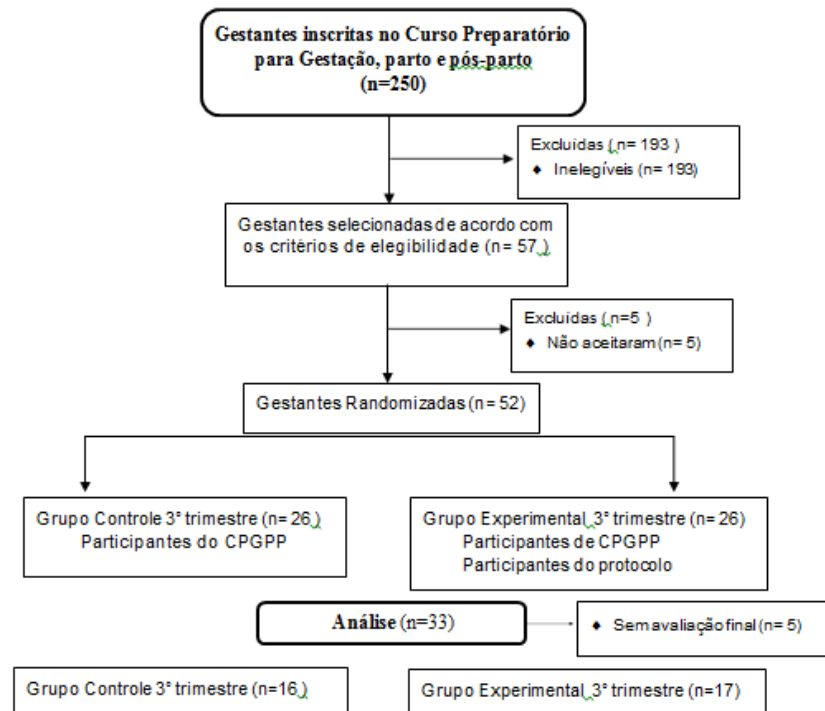 Gestantes inscritas no Curso Preparatório
para Gestação, parto e pós-parto
(n=250)
Excluidas ( n= 193 )
♦ Inelegíveis (n= 193)
Gestantes selecionadas de acordo com
os critérios de elegibilidade (n= 57 )
Excluidas ( n=5 )
♦ Não aceitaram (n= 5)
Gestantes Randomizadas (n= 52)
Grupo Controle 3° trimestre (n= 26 )
Participantes do CPGPP
Grupo Experimental 3° trimestre (n= 26)
Participantes de CPGPP
Participantes do protocolo
Análise (n=33)
♦ Sem avaliação final (n= 5)
Grupo Controle 3° trimestre (n=16 )
Grupo Experimental 3° trimestre (n=17)